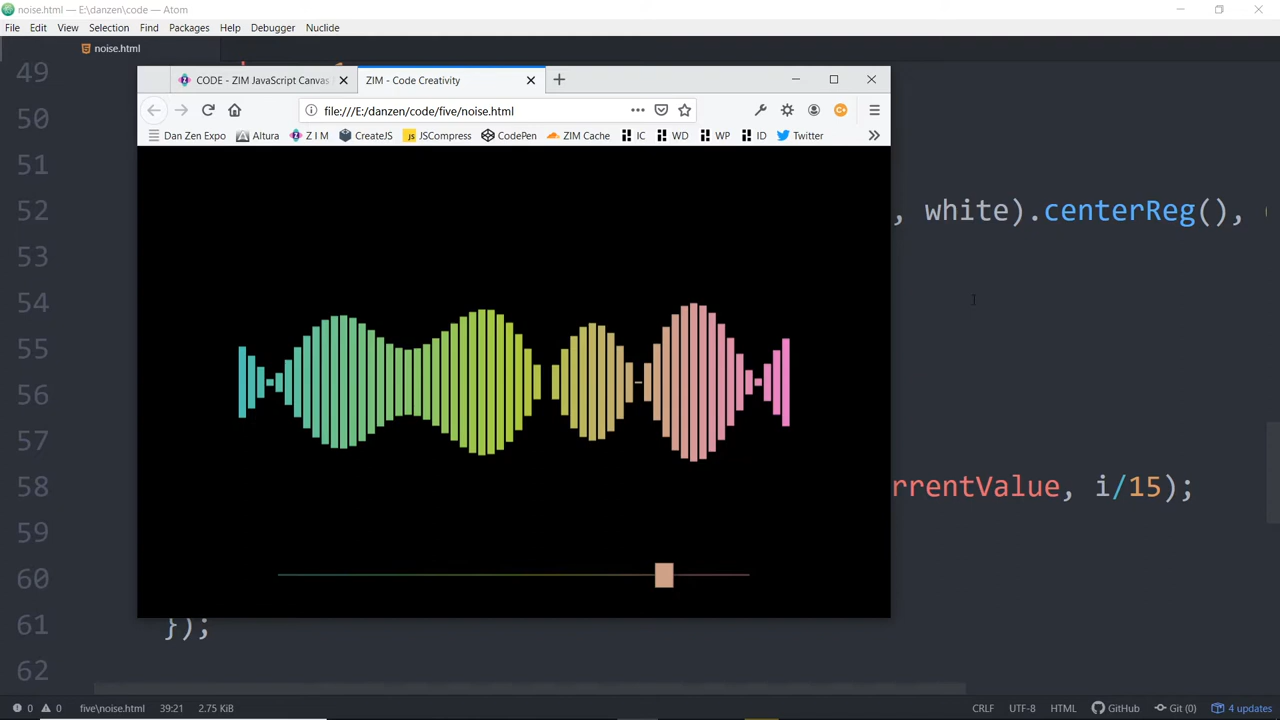 noise.html — E:\danzen\code — Atom
File Edit View Selection Find Packages Help Debugger Nuclide
noise.html
CODE - ZIM JavaScript Canvas
ZIM - Code Creativity
file:///E:/danzen/code/five/noise.html
Dan Zen Expo Altura Z I M CreateJS JSCompress CodePen ZIM Cache IC WD WP ID Twitter
49
50
51
52 , white).centerReg(),
53
54
55
56
57
58 rrentValue, i/15);
59
60
61 });
62
0 0 five\noise.html 39:21 2.75 KiB CRLF UTF-8 HTML GitHub Git (0) 4 updates